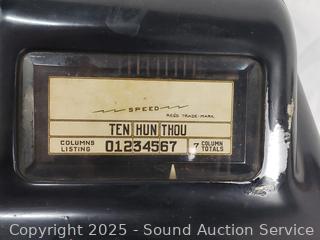 SPEED
REG'D TRADE-MARK
TEN HUN THOU
COLUMNS LISTING 01234567 7 COLUMN TOTALS
Copyright © 2025 - Sound Auction Service